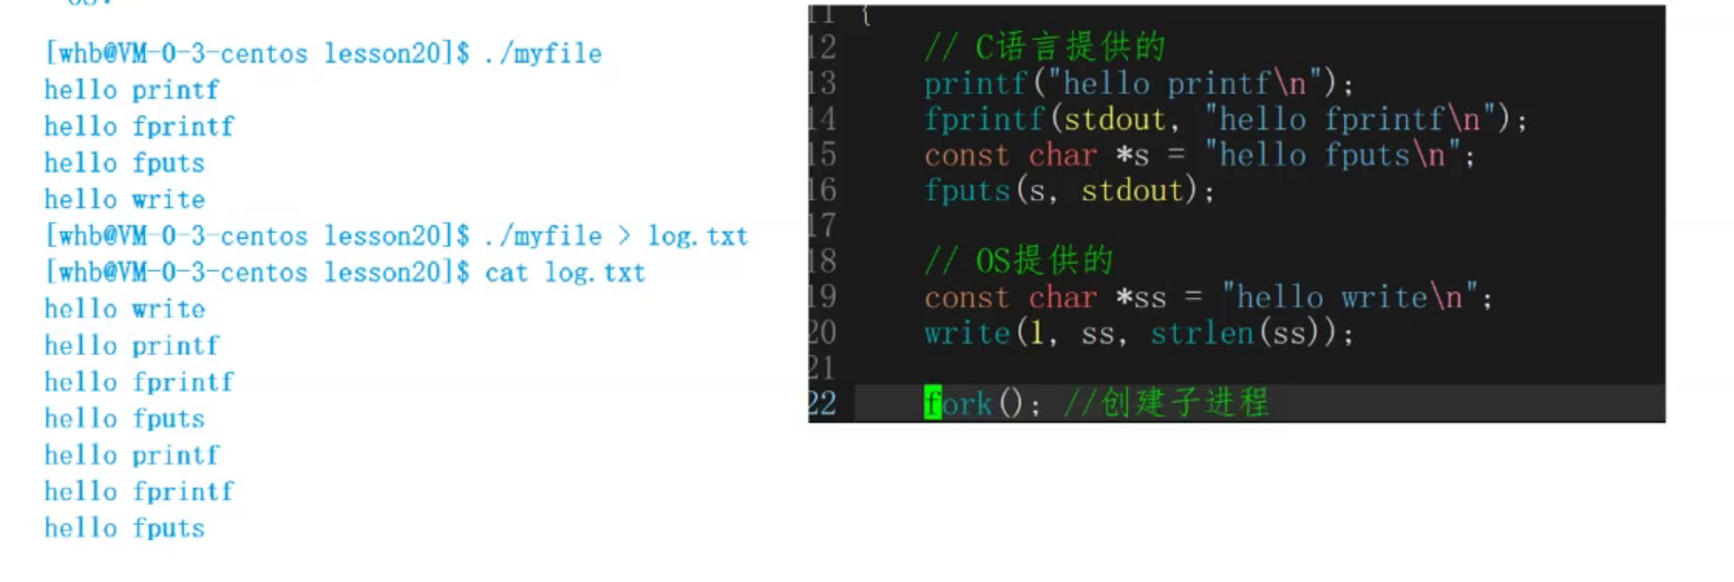 [whb@VM-0-3-centos lesson20]$ ./myfile
hello printf
hello fprintf
hello fputs
hello write
[whb@VM-0-3-centos lesson20]$ ./myfile > log.txt
[whb@VM-0-3-centos lesson20]$ cat log.txt
hello write
hello printf
hello fprintf
hello fputs
hello printf
hello fprintf
hello fputs
11 {
12 // C语言提供的
13 printf("hello printf\n");
14 fprintf(stdout, "hello fprintf\n");
15 const char *s = "hello fputs\n";
16 fputs(s, stdout);
17
18 // OS提供的
19 const char *ss = "hello write\n";
20 write(1, ss, strlen(ss));
21
22 fork(); //创建子进程